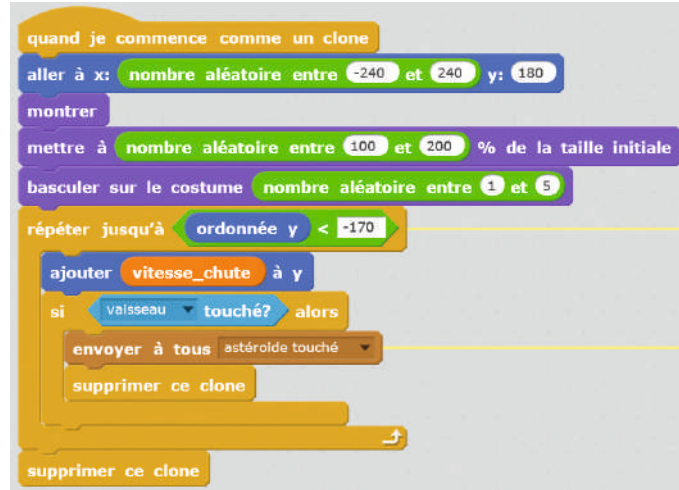 quand je commence comme un clone
aller à x: nombre aléatoire entre -240 et 240 y: 180
montrer
mettre à nombre aléatoire entre 100 et 200 % de la taille initiale
basculer sur le costume nombre aléatoire entre 1 et 5
répéter jusqu'à ordonnée y < -170
ajouter vitesse_chute à y
si vaisseau touché? alors
envoyer à tous astéroide touché
supprimer ce clone
supprimer ce clone